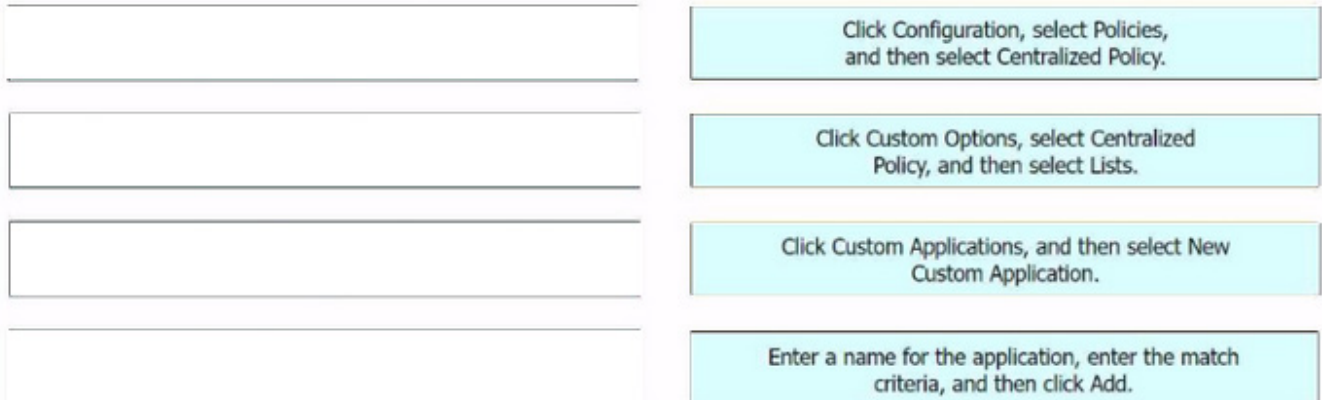 Click Configuration, select Policies,
and then select Centralized Policy.
Click Custom Options, select Centralized
Policy, and then select Lists.
Click Custom Applications, and then select New
Custom Application.
Enter a name for the application, enter the match
criteria, and then click Add.